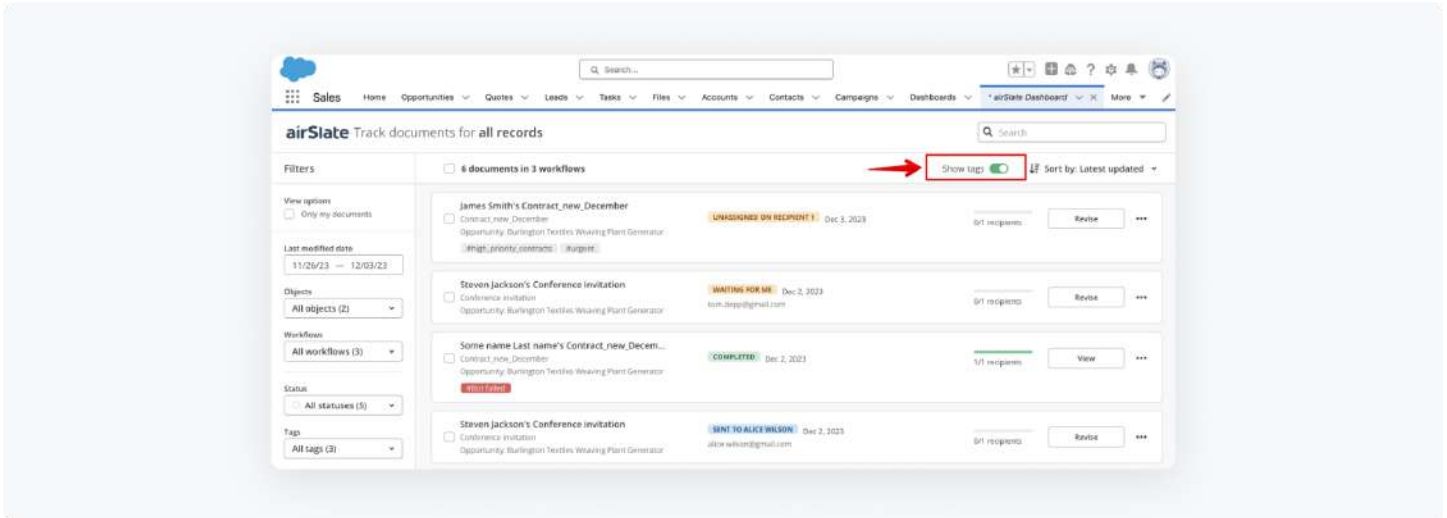 Search...
Sales Home Opportunities Quotes Leads Tasks Files Accounts Contacts Campaigns Dashboards * airSlate Dashboard More
airSlate Track documents for all records
Search
Filters
6 documents in 3 workflows
Show tags
Sort by: Latest updated
View options
Only my documents
Last modified date
11/26/23 — 12/03/23
Objects
All objects (2)
Workflows
All workflows (3)
Status
All statuses (5)
Tags
All tags (3)
James Smith's Contract_new_December
Contract_new_December
Opportunity: Burlington Textiles Weaving Plant Generator
#high_priority_contracts #urgent
UNASSIGNED ON RECIPIENT 1 Dec 3, 2023
0/1 recipients
Revise
Steven Jackson's Conference invitation
Conference invitation
Opportunity: Burlington Textiles Weaving Plant Generator
WAITING FOR ME Dec 2, 2023
tom.depp@gmail.com
0/1 recipients
Revise
Some name Last name's Contract_new_Decem...
Contract_new_December
Opportunity: Burlington Textiles Weaving Plant Generator
#Bot failed
COMPLETED Dec 2, 2023
1/1 recipients
View
Steven Jackson's Conference invitation
Conference invitation
Opportunity: Burlington Textiles Weaving Plant Generator
SENT TO ALICE WILSON Dec 2, 2023
alice.wilson@gmail.com
0/1 recipients
Revise